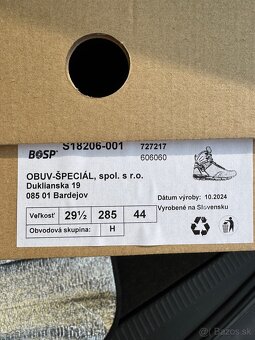 BOSP S18206-001 727217
606060
OBUV-ŠPECIÁL, spol. s r.o.
Duklianska 19
085 01 Bardejov
Dátum výroby: 10.2024
Vyrobené na Slovensku
Veľkosť 29½ 285 44
Obvodová skupina: H
Bazos.sk